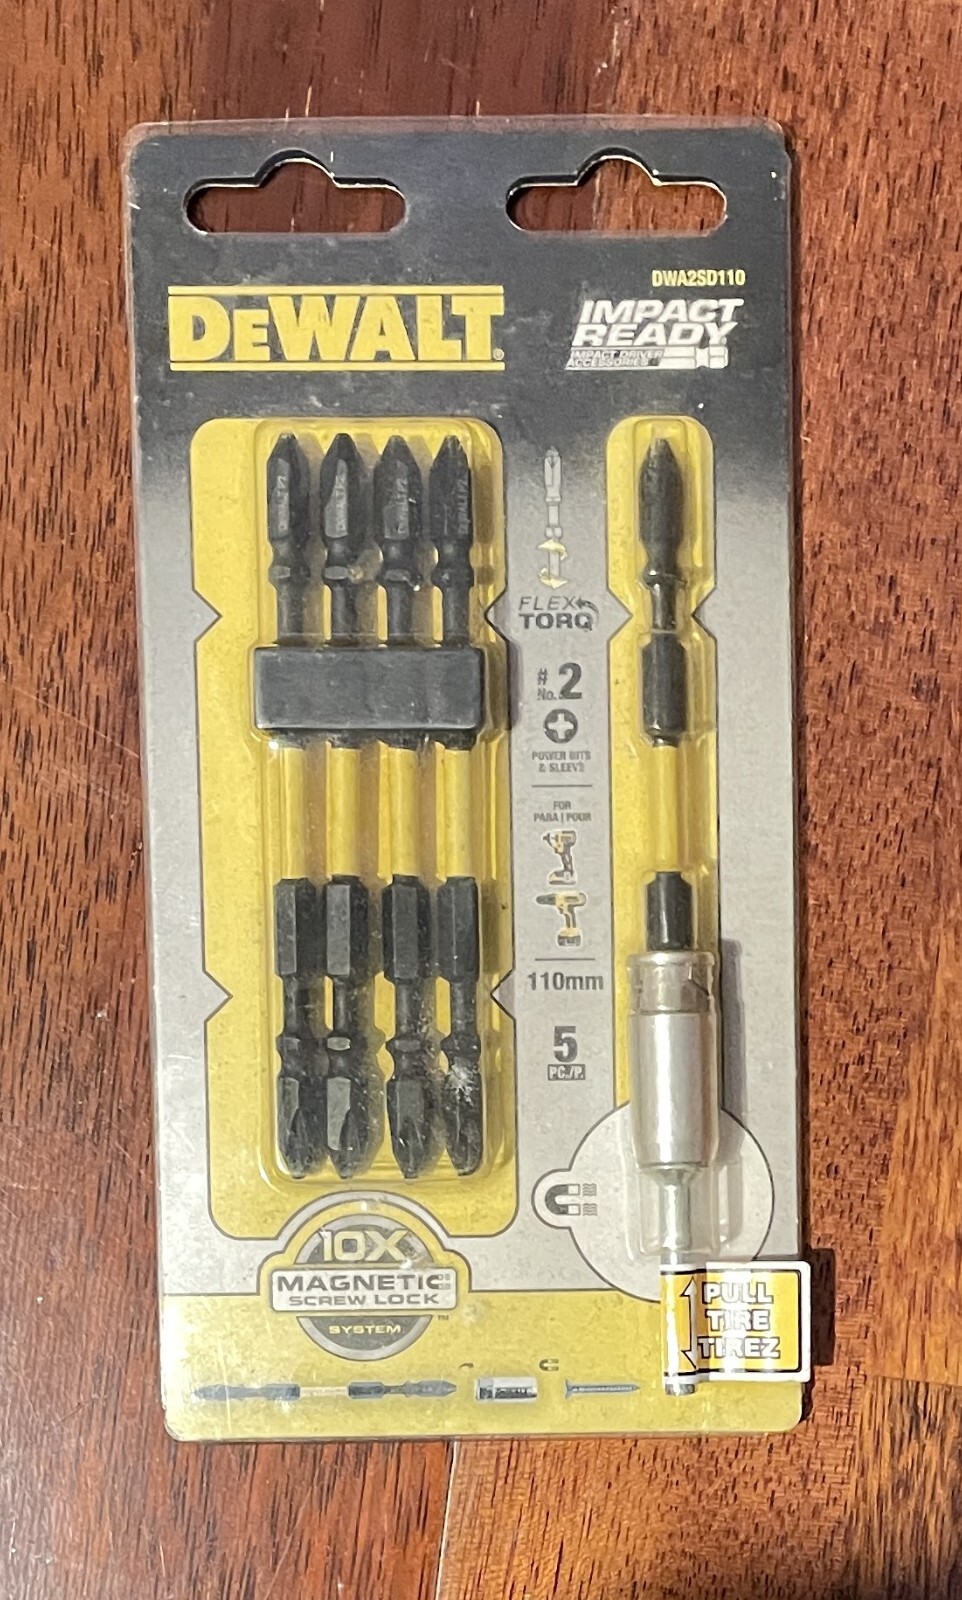 DWA2SD110
DEWALT®
IMPACT
READY
IMPACT DRIVER
ACCESSORIES
FLEX
TORQ
# No. 2
POWER BITS
& SLEEVE
FOR
PARA | POUR
110mm
5
PC./P.
10X
MAGNETIC
SCREW LOCK
SYSTEM
™
PULL
TIRE
TIREZ